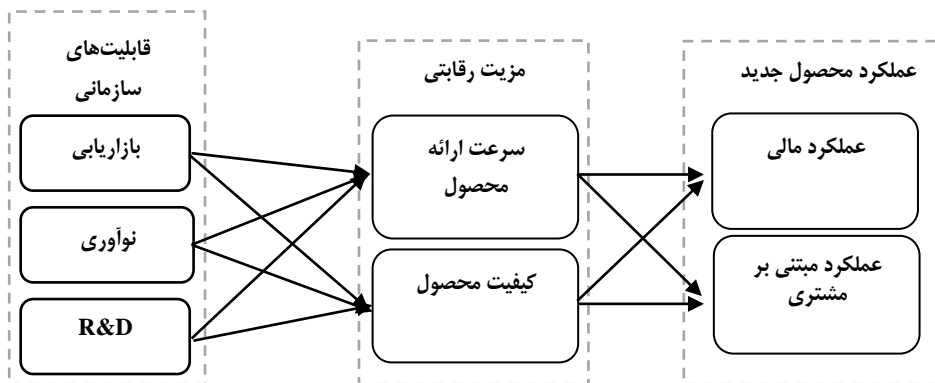 قابلیت‌های
سازمانی
بازاریابی
نوآوری
R&D
مزیت رقابتی
سرعت ارائه
محصول
کیفیت محصول
عملکرد محصول جدید
عملکرد مالی
عملکرد مبتنی بر
مشتری